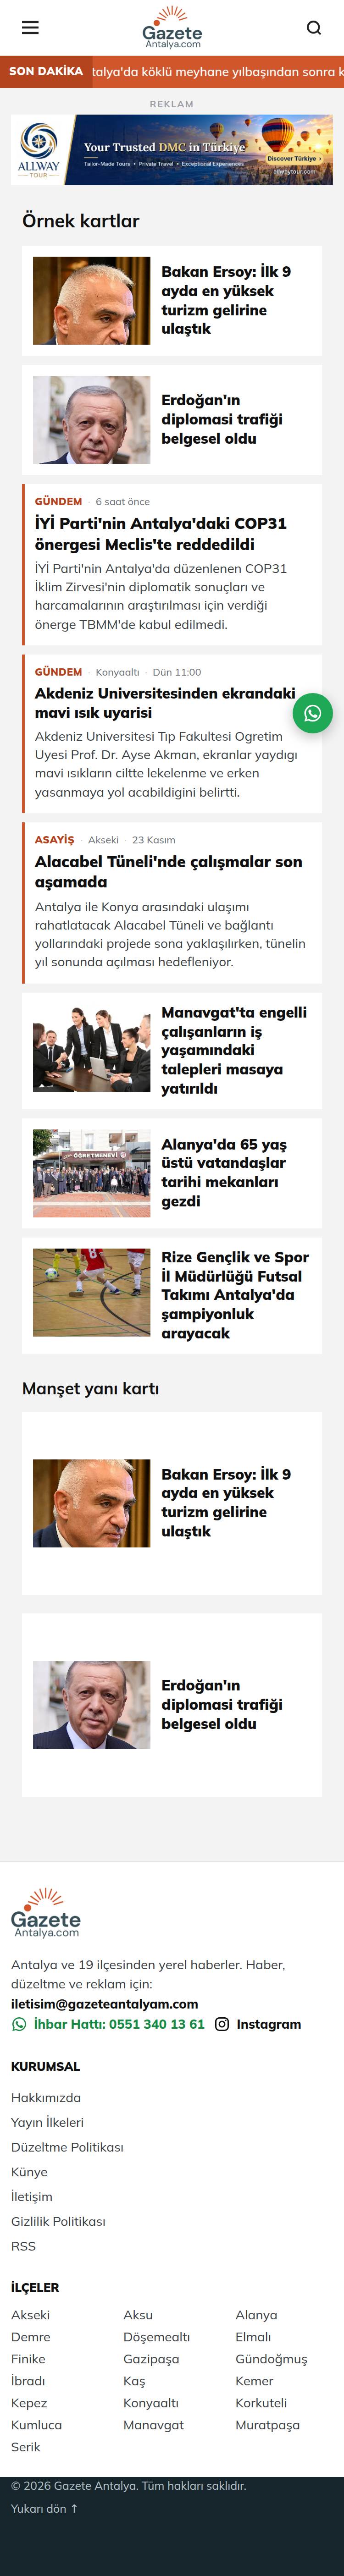 Gazete
Antalya.com
SON DAKİKA
talya'da köklü meyhane yılbaşından sonra k
REKLAM
ALLWAY
TOUR
Your Trusted DMC in Türkiye
Tailor-Made Tours • Private Travel • Exceptional Experiences
Discover Türkiye ›
allwaytour.com
Örnek kartlar
Bakan Ersoy: İlk 9
ayda en yüksek
turizm gelirine
ulaştık
Erdoğan'ın
diplomasi trafiği
belgesel oldu
GÜNDEM · 6 saat önce
İYİ Parti'nin Antalya'daki COP31
önergesi Meclis'te reddedildi
İYİ Parti'nin Antalya'da düzenlenen COP31
İklim Zirvesi'nin diplomatik sonuçları ve
harcamalarının araştırılması için verdiği
önerge TBMM'de kabul edilmedi.
GÜNDEM · Konyaaltı · Dün 11:00
Akdeniz Universitesinden ekrandaki
mavi ısık uyarisi
Akdeniz Universitesi Tıp Fakultesi Ogretim
Uyesi Prof. Dr. Ayse Akman, ekranlar yaydıgı
mavi ısıkların ciltte lekelenme ve erken
yasanmaya yol acabildigini belirtti.
ASAYİŞ · Akseki · 23 Kasım
Alacabel Tüneli'nde çalışmalar son
aşamada
Antalya ile Konya arasındaki ulaşımı
rahatlatacak Alacabel Tüneli ve bağlantı
yollarındaki projede sona yaklaşılırken, tünelin
yıl sonunda açılması hedefleniyor.
Manavgat'ta engelli
çalışanların iş
yaşamındaki
talepleri masaya
yatırıldı
ÖĞRETMENEVİ
Alanya'da 65 yaş
üstü vatandaşlar
tarihi mekanları
gezdi
Rize Gençlik ve Spor
İl Müdürlüğü Futsal
Takımı Antalya'da
şampiyonluk
arayacak
Manşet yanı kartı
Bakan Ersoy: İlk 9
ayda en yüksek
turizm gelirine
ulaştık
Erdoğan'ın
diplomasi trafiği
belgesel oldu
Gazete
Antalya.com
Antalya ve 19 ilçesinden yerel haberler. Haber,
düzeltme ve reklam için:
iletisim@gazeteantalyam.com
İhbar Hattı: 0551 340 13 61 Instagram
KURUMSAL
Hakkımızda
Yayın İlkeleri
Düzeltme Politikası
Künye
İletişim
Gizlilik Politikası
RSS
İLÇELER
Akseki Aksu Alanya
Demre Döşemealtı Elmalı
Finike Gazipaşa Gündoğmuş
İbradı Kaş Kemer
Kepez Konyaaltı Korkuteli
Kumluca Manavgat Muratpaşa
Serik
© 2026 Gazete Antalya. Tüm hakları saklıdır.
Yukarı dön ↑